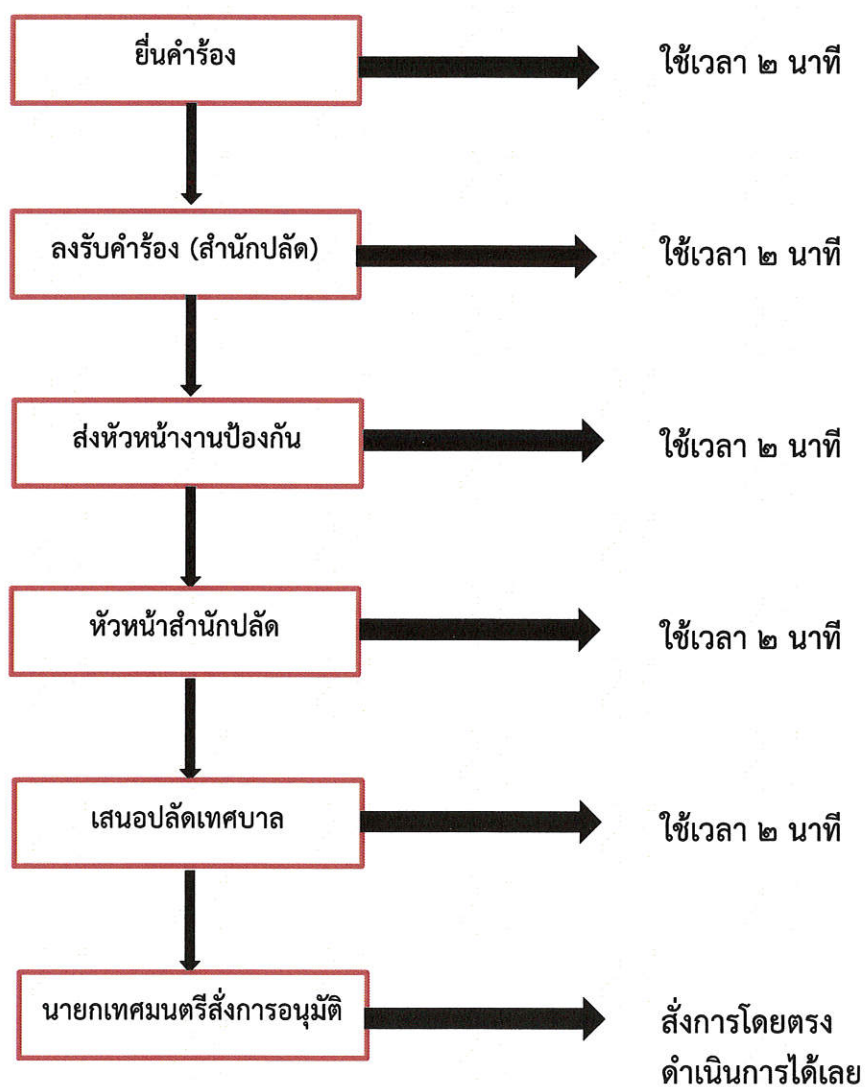 ยื่นคำร้อง
ใช้เวลา ๒ นาที
ลงรับคำร้อง (สำนักปลัด)
ใช้เวลา ๒ นาที
ส่งหัวหน้างานป้องกัน
ใช้เวลา ๒ นาที
หัวหน้าสำนักปลัด
ใช้เวลา ๒ นาที
เสนอปลัดเทศบาล
ใช้เวลา ๒ นาที
นายกเทศมนตรีสั่งการอนุมัติ
สั่งการโดยตรง
ดำเนินการได้เลย